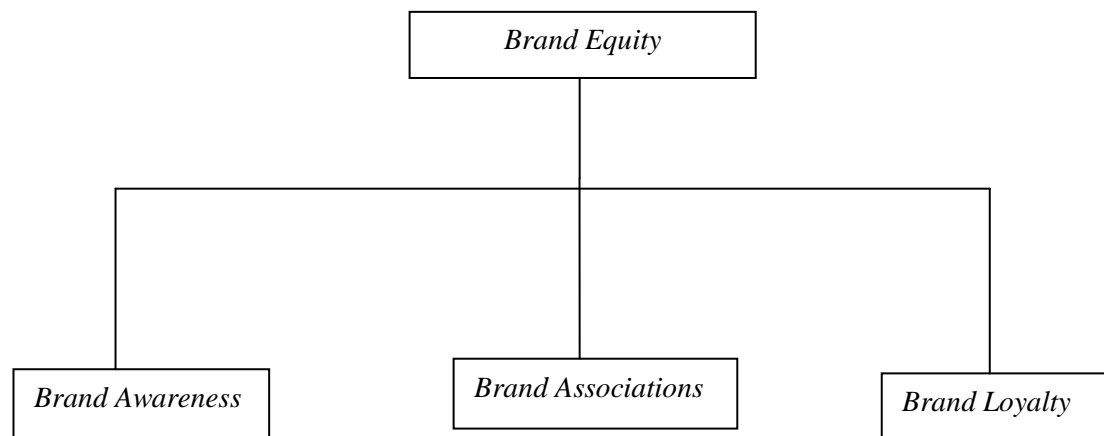 Brand Equity
Brand Awareness
Brand Associations
Brand Loyalty